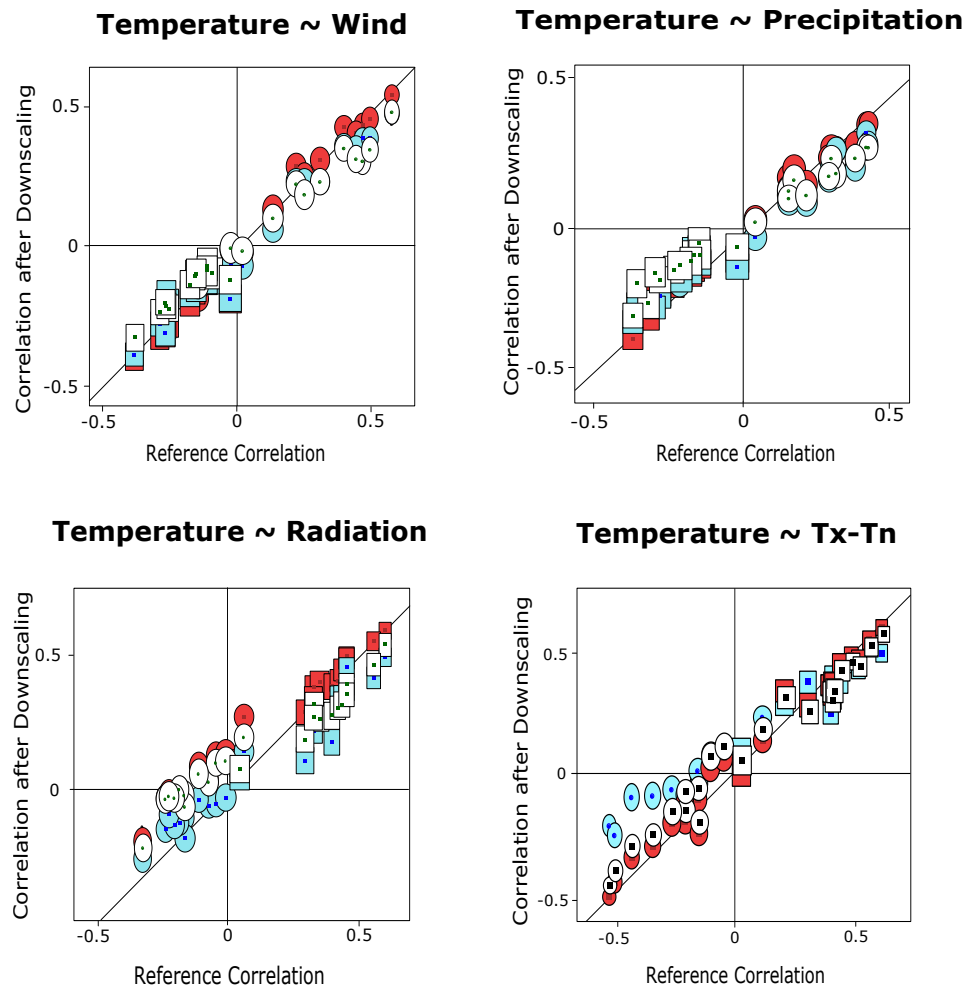 Temperature ~ Wind
Correlation after Downscaling
0.5
0
-0.5
-0.5
0
0.5
Reference Correlation
Temperature ~ Precipitation
Correlation after Downscaling
0.5
0
-0.5
-0.5
0
0.5
Reference Correlation
Temperature ~ Radiation
Correlation after Downscaling
0.5
0
-0.5
0
0.5
Reference Correlation
Temperature ~ Tx-Tn
Correlation after Downscaling
0.5
0
-0.5
-0.5
0
0.5
Reference Correlation